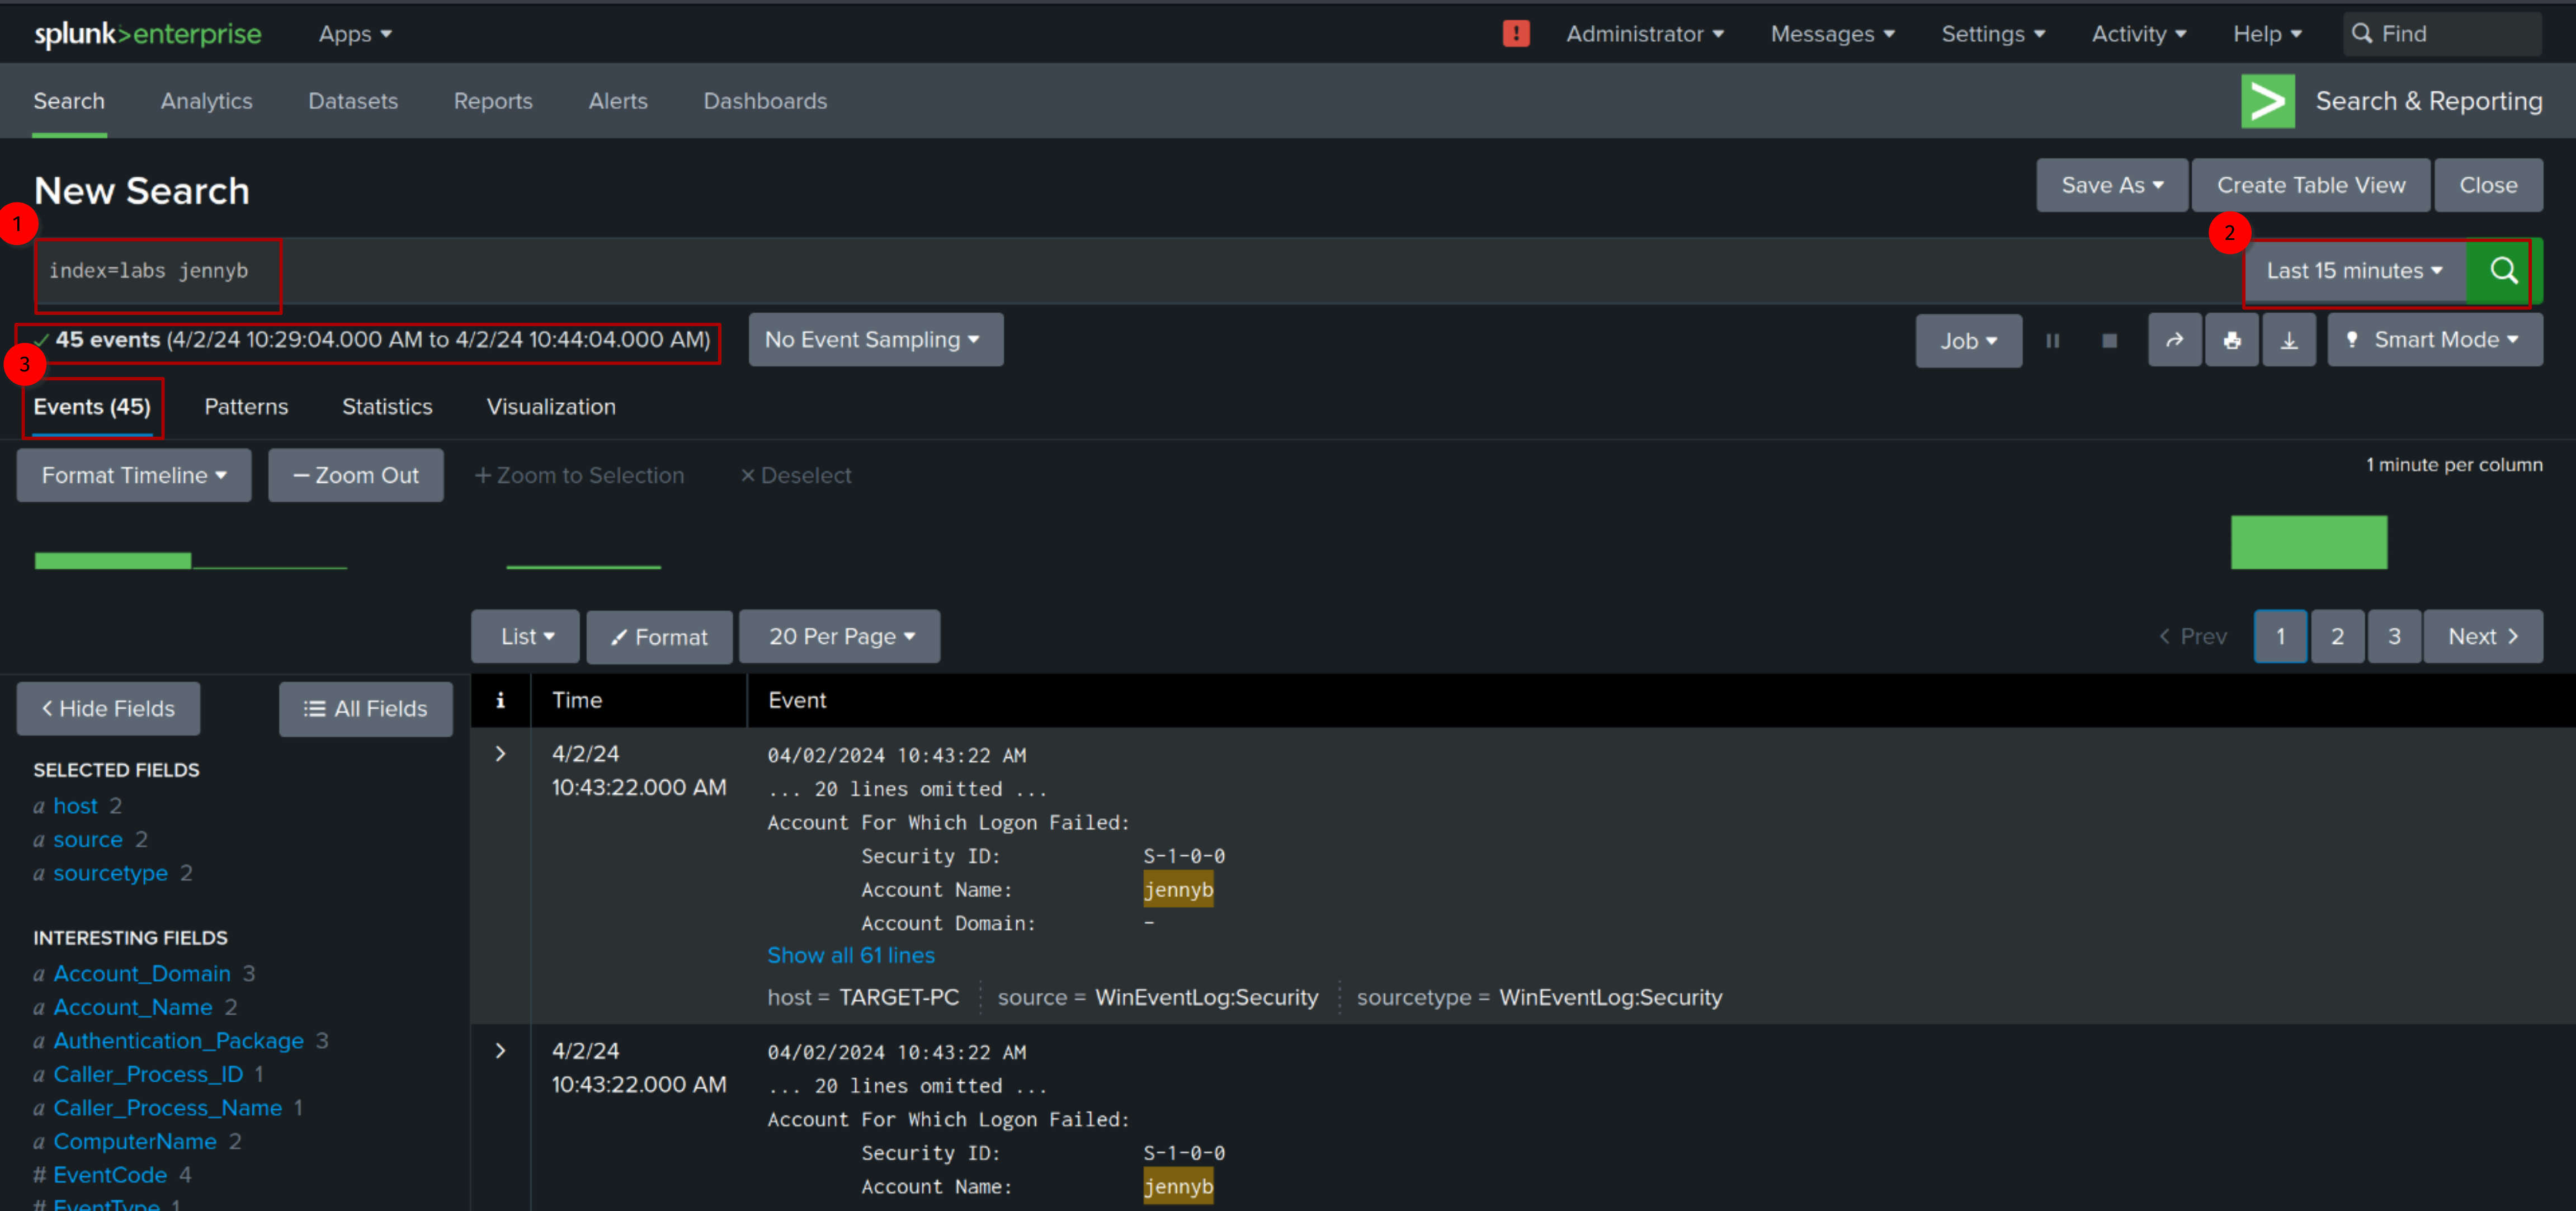 splunk>enterprise Apps Administrator Messages Settings Activity Help Find
Search Analytics Datasets Reports Alerts Dashboards Search & Reporting
New Search Save As Create Table View Close
1 2
index=labs jennyb Last 15 minutes
45 events (4/2/24 10:29:04.000 AM to 4/2/24 10:44:04.000 AM) No Event Sampling Job Smart Mode
3
Events (45) Patterns Statistics Visualization
Format Timeline — Zoom Out + Zoom to Selection × Deselect 1 minute per column
List Format 20 Per Page < Prev 1 2 3 Next >
< Hide Fields All Fields i Time Event
SELECTED FIELDS
a host 2
a source 2
a sourcetype 2
INTERESTING FIELDS
a Account_Domain 3
a Account_Name 2
a Authentication_Package 3
a Caller_Process_ID 1
a Caller_Process_Name 1
a ComputerName 2
# EventCode 4
# EventType 1
> 4/2/24
10:43:22.000 AM
04/02/2024 10:43:22 AM
... 20 lines omitted ...
Account For Which Logon Failed:
Security ID: S-1-0-0
Account Name: jennyb
Account Domain: -
Show all 61 lines
host = TARGET-PC source = WinEventLog:Security sourcetype = WinEventLog:Security
> 4/2/24
10:43:22.000 AM
04/02/2024 10:43:22 AM
... 20 lines omitted ...
Account For Which Logon Failed:
Security ID: S-1-0-0
Account Name: jennyb